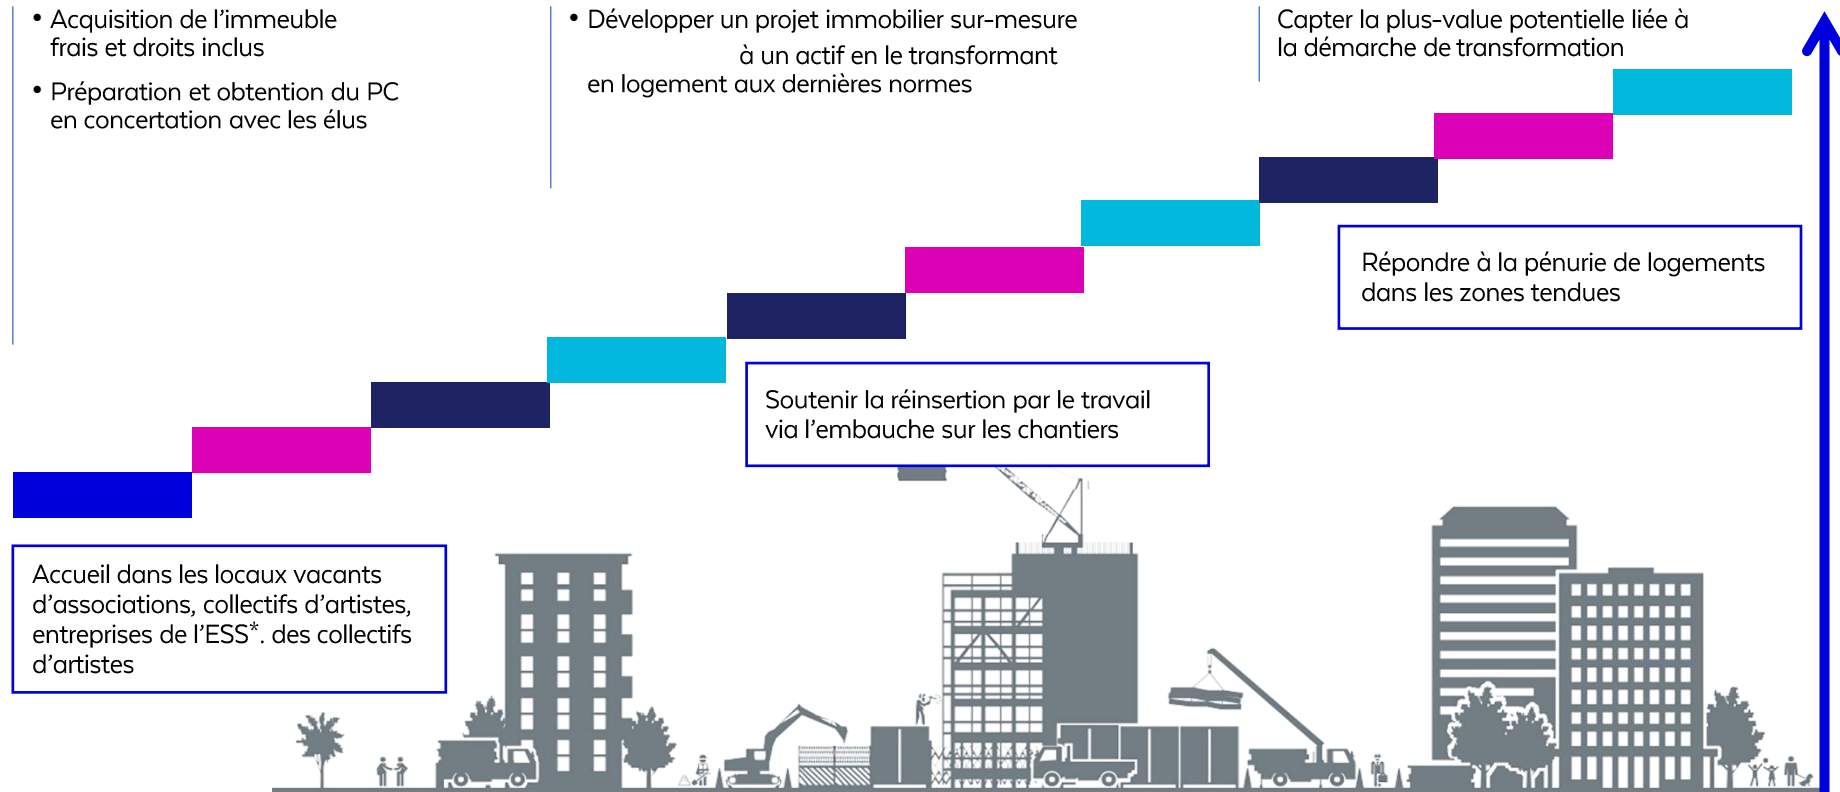 • Acquisition de l’immeuble
frais et droits inclus
• Préparation et obtention du PC
en concertation avec les élus
• Développer un projet immobilier sur-mesure
à un actif en le transformant
en logement aux dernières normes
Capter la plus-value potentielle liée à
la démarche de transformation
Répondre à la pénurie de logements
dans les zones tendues
Soutenir la réinsertion par le travail
via l’embauche sur les chantiers
Accueil dans les locaux vacants
d’associations, collectifs d’artistes,
entreprises de l’ESS*. des collectifs
d’artistes